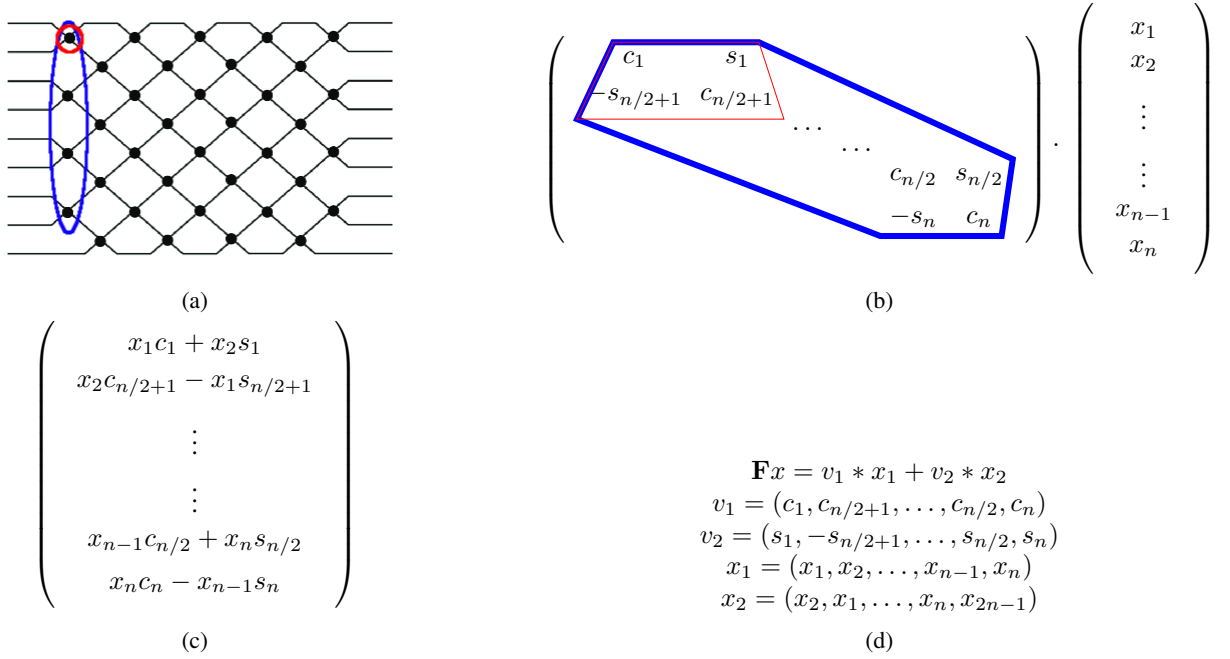 (a)
( c_1 s_1
-s_{n/2+1} c_{n/2+1}
. . .
. . .
c_{n/2} s_{n/2}
-s_n c_n ) ·
( x_1
x_2
⋮
⋮
x_{n-1}
x_n )
(b)
( x_1c_1 + x_2s_1
x_2c_{n/2+1} − x_1s_{n/2+1}
⋮
⋮
x_{n-1}c_{n/2} + x_ns_{n/2}
x_nc_n − x_{n-1}s_n )
(c)
Fx = v_1 ∗ x_1 + v_2 ∗ x_2
v_1 = (c_1, c_{n/2+1}, . . . , c_{n/2}, c_n)
v_2 = (s_1, −s_{n/2+1}, . . . , s_{n/2}, s_n)
x_1 = (x_1, x_2, . . . , x_{n-1}, x_n)
x_2 = (x_2, x_1, . . . , x_n, x_{2n-1})
(d)